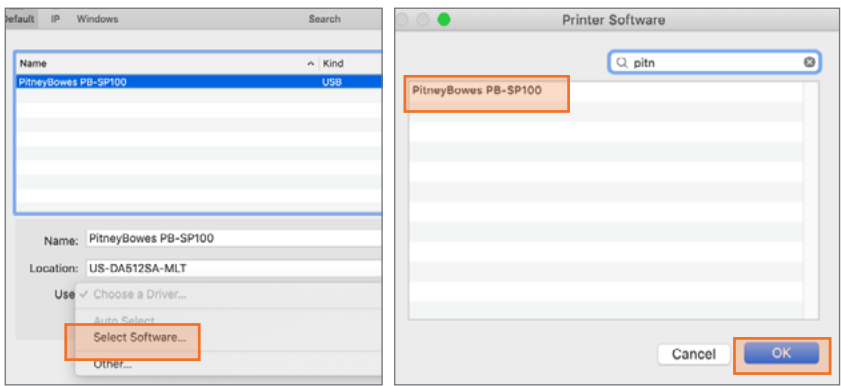 Default IP Windows Search
Name Kind
PitneyBowes PB-SP100 USB
Name: PitneyBowes PB-SP100
Location: US-DA512SA-MLT
Use ✓ Choose a Driver...
Auto Select
Select Software...
Other...
Printer Software
pitn
PitneyBowes PB-SP100
Cancel OK